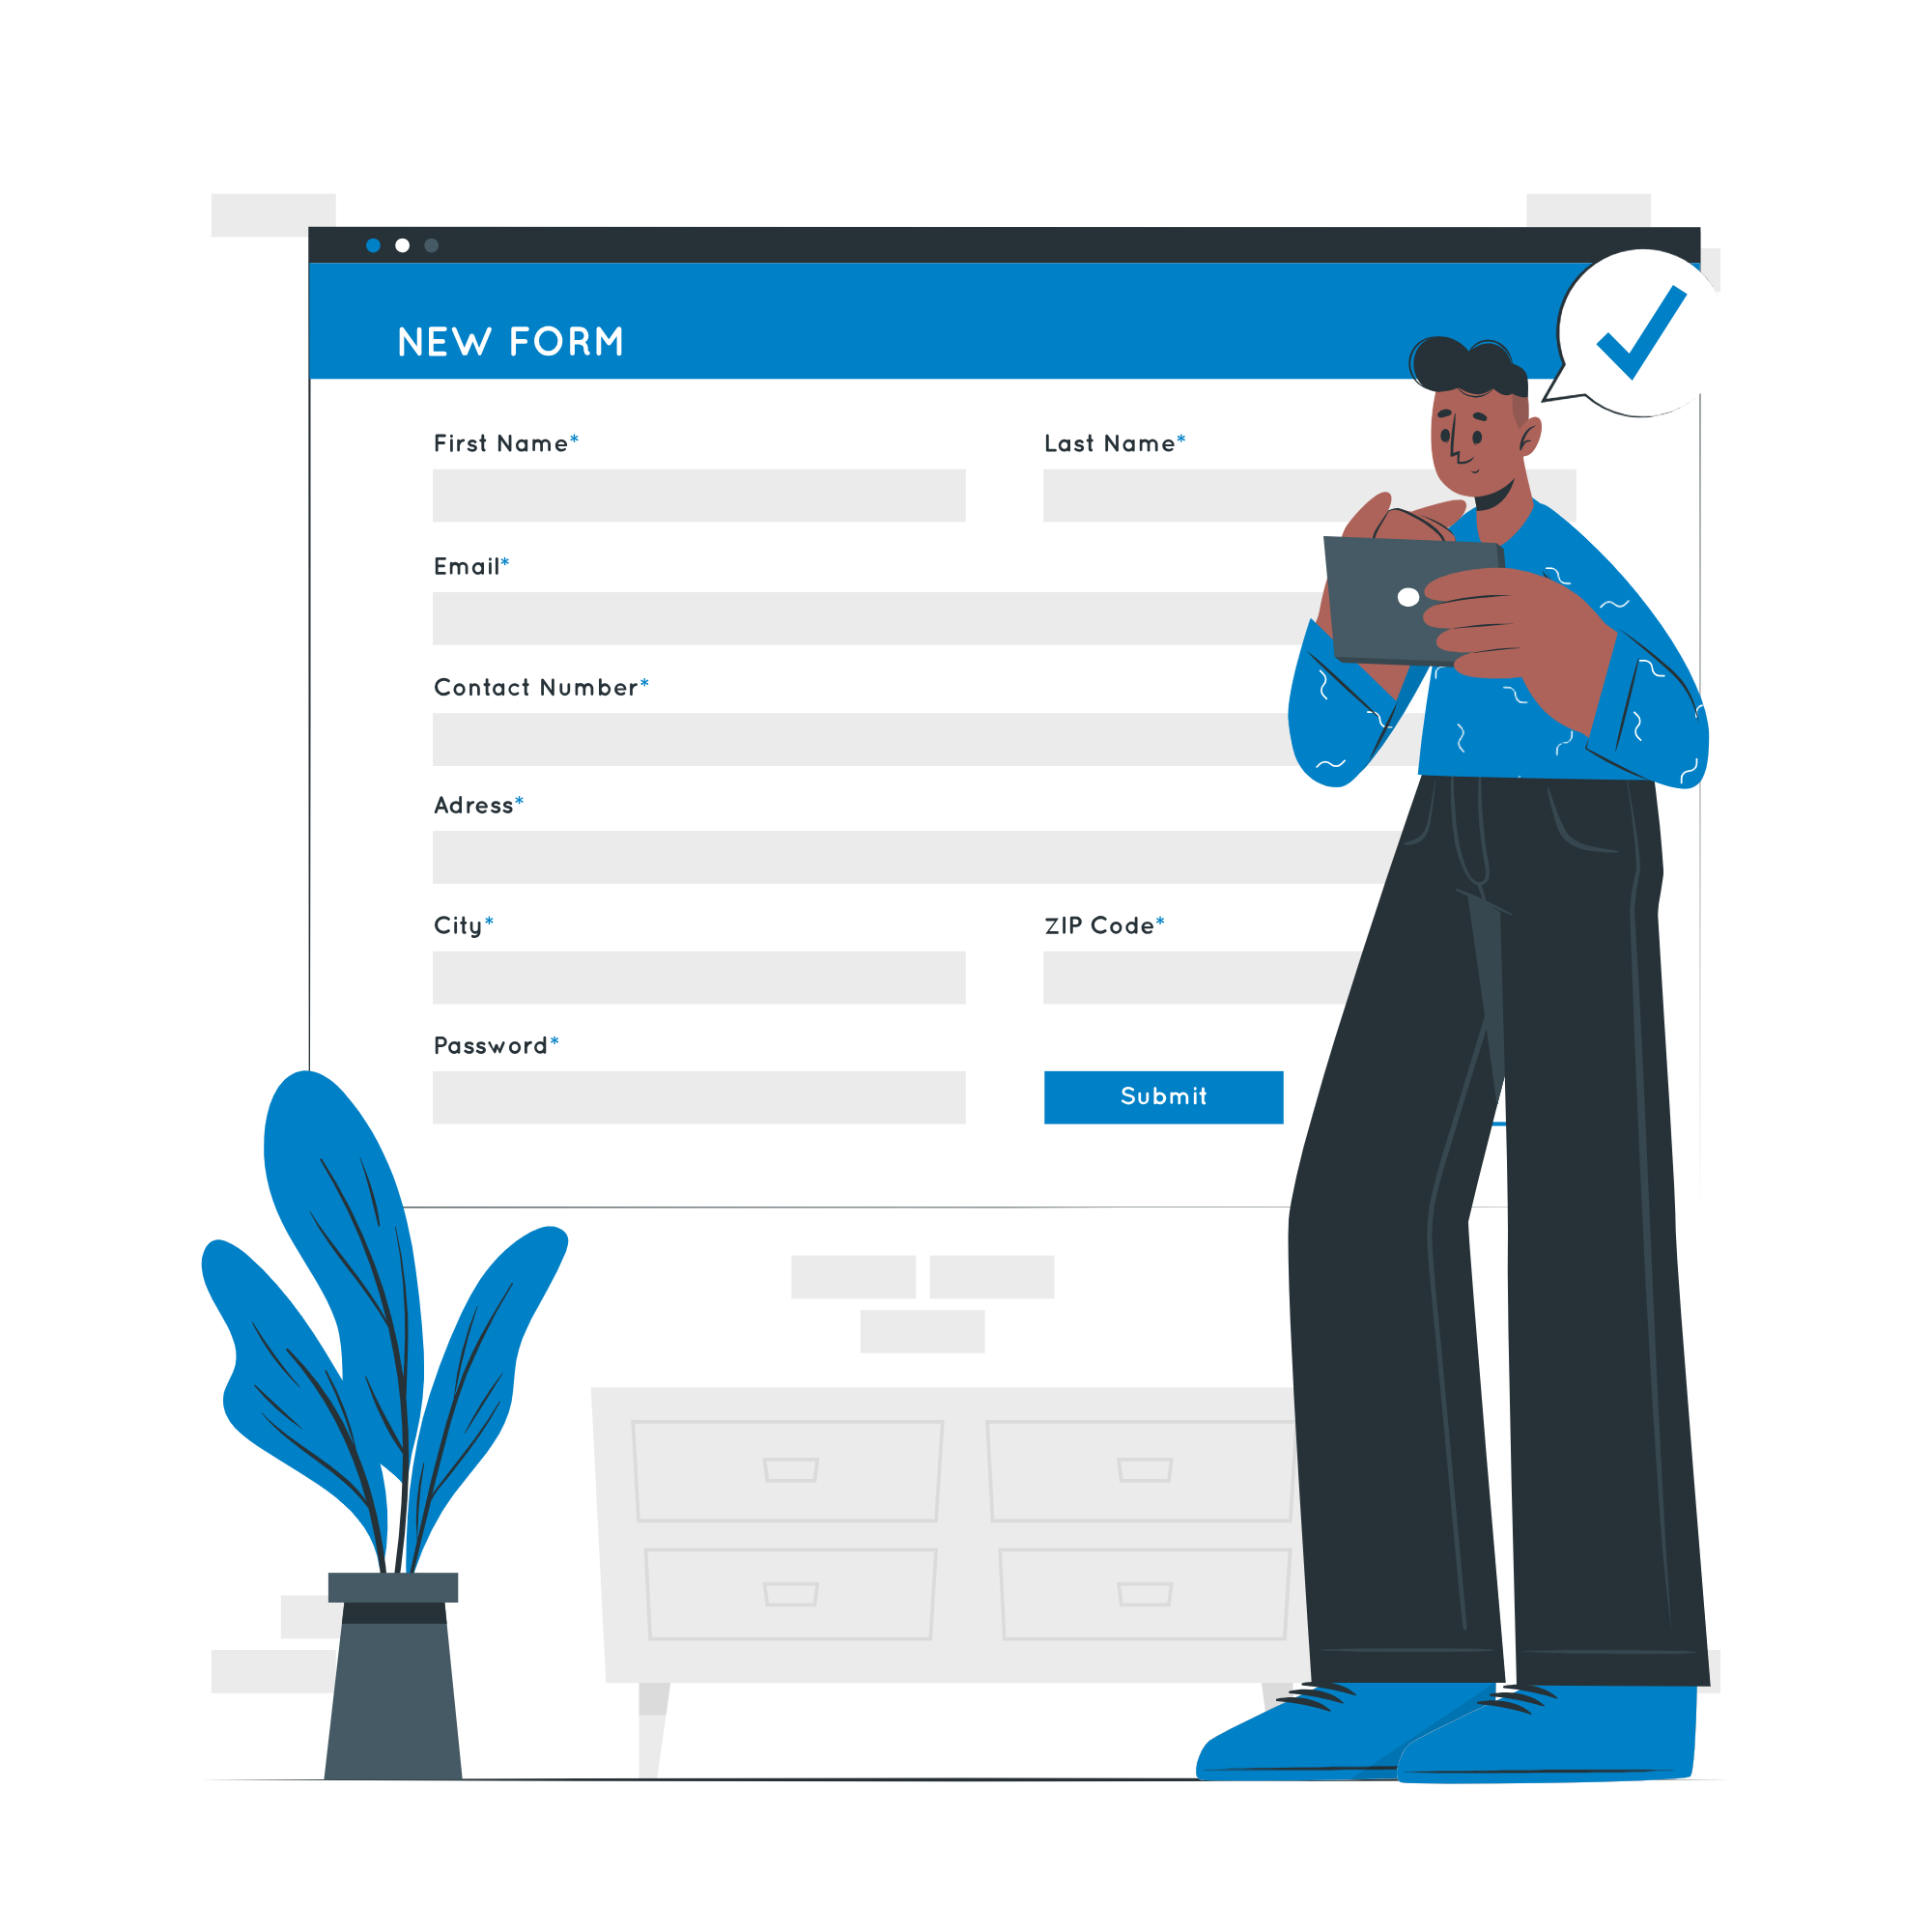 NEW FORM
First Name* Last Name*
Email*
Contact Number*
Adress*
City* ZIP Code*
Password*
Submit